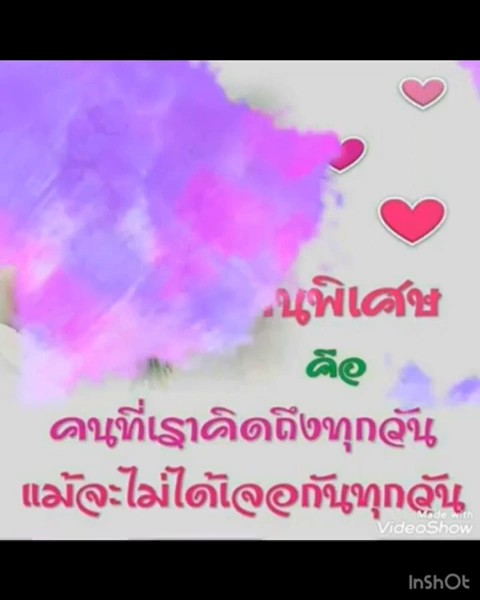 พิเศษ
คือ
คนที่เราคิดถึงทุกวัน
แม้จะไม่ได้เจอกันทุกวัน
Made with
VideoShow
InShOt